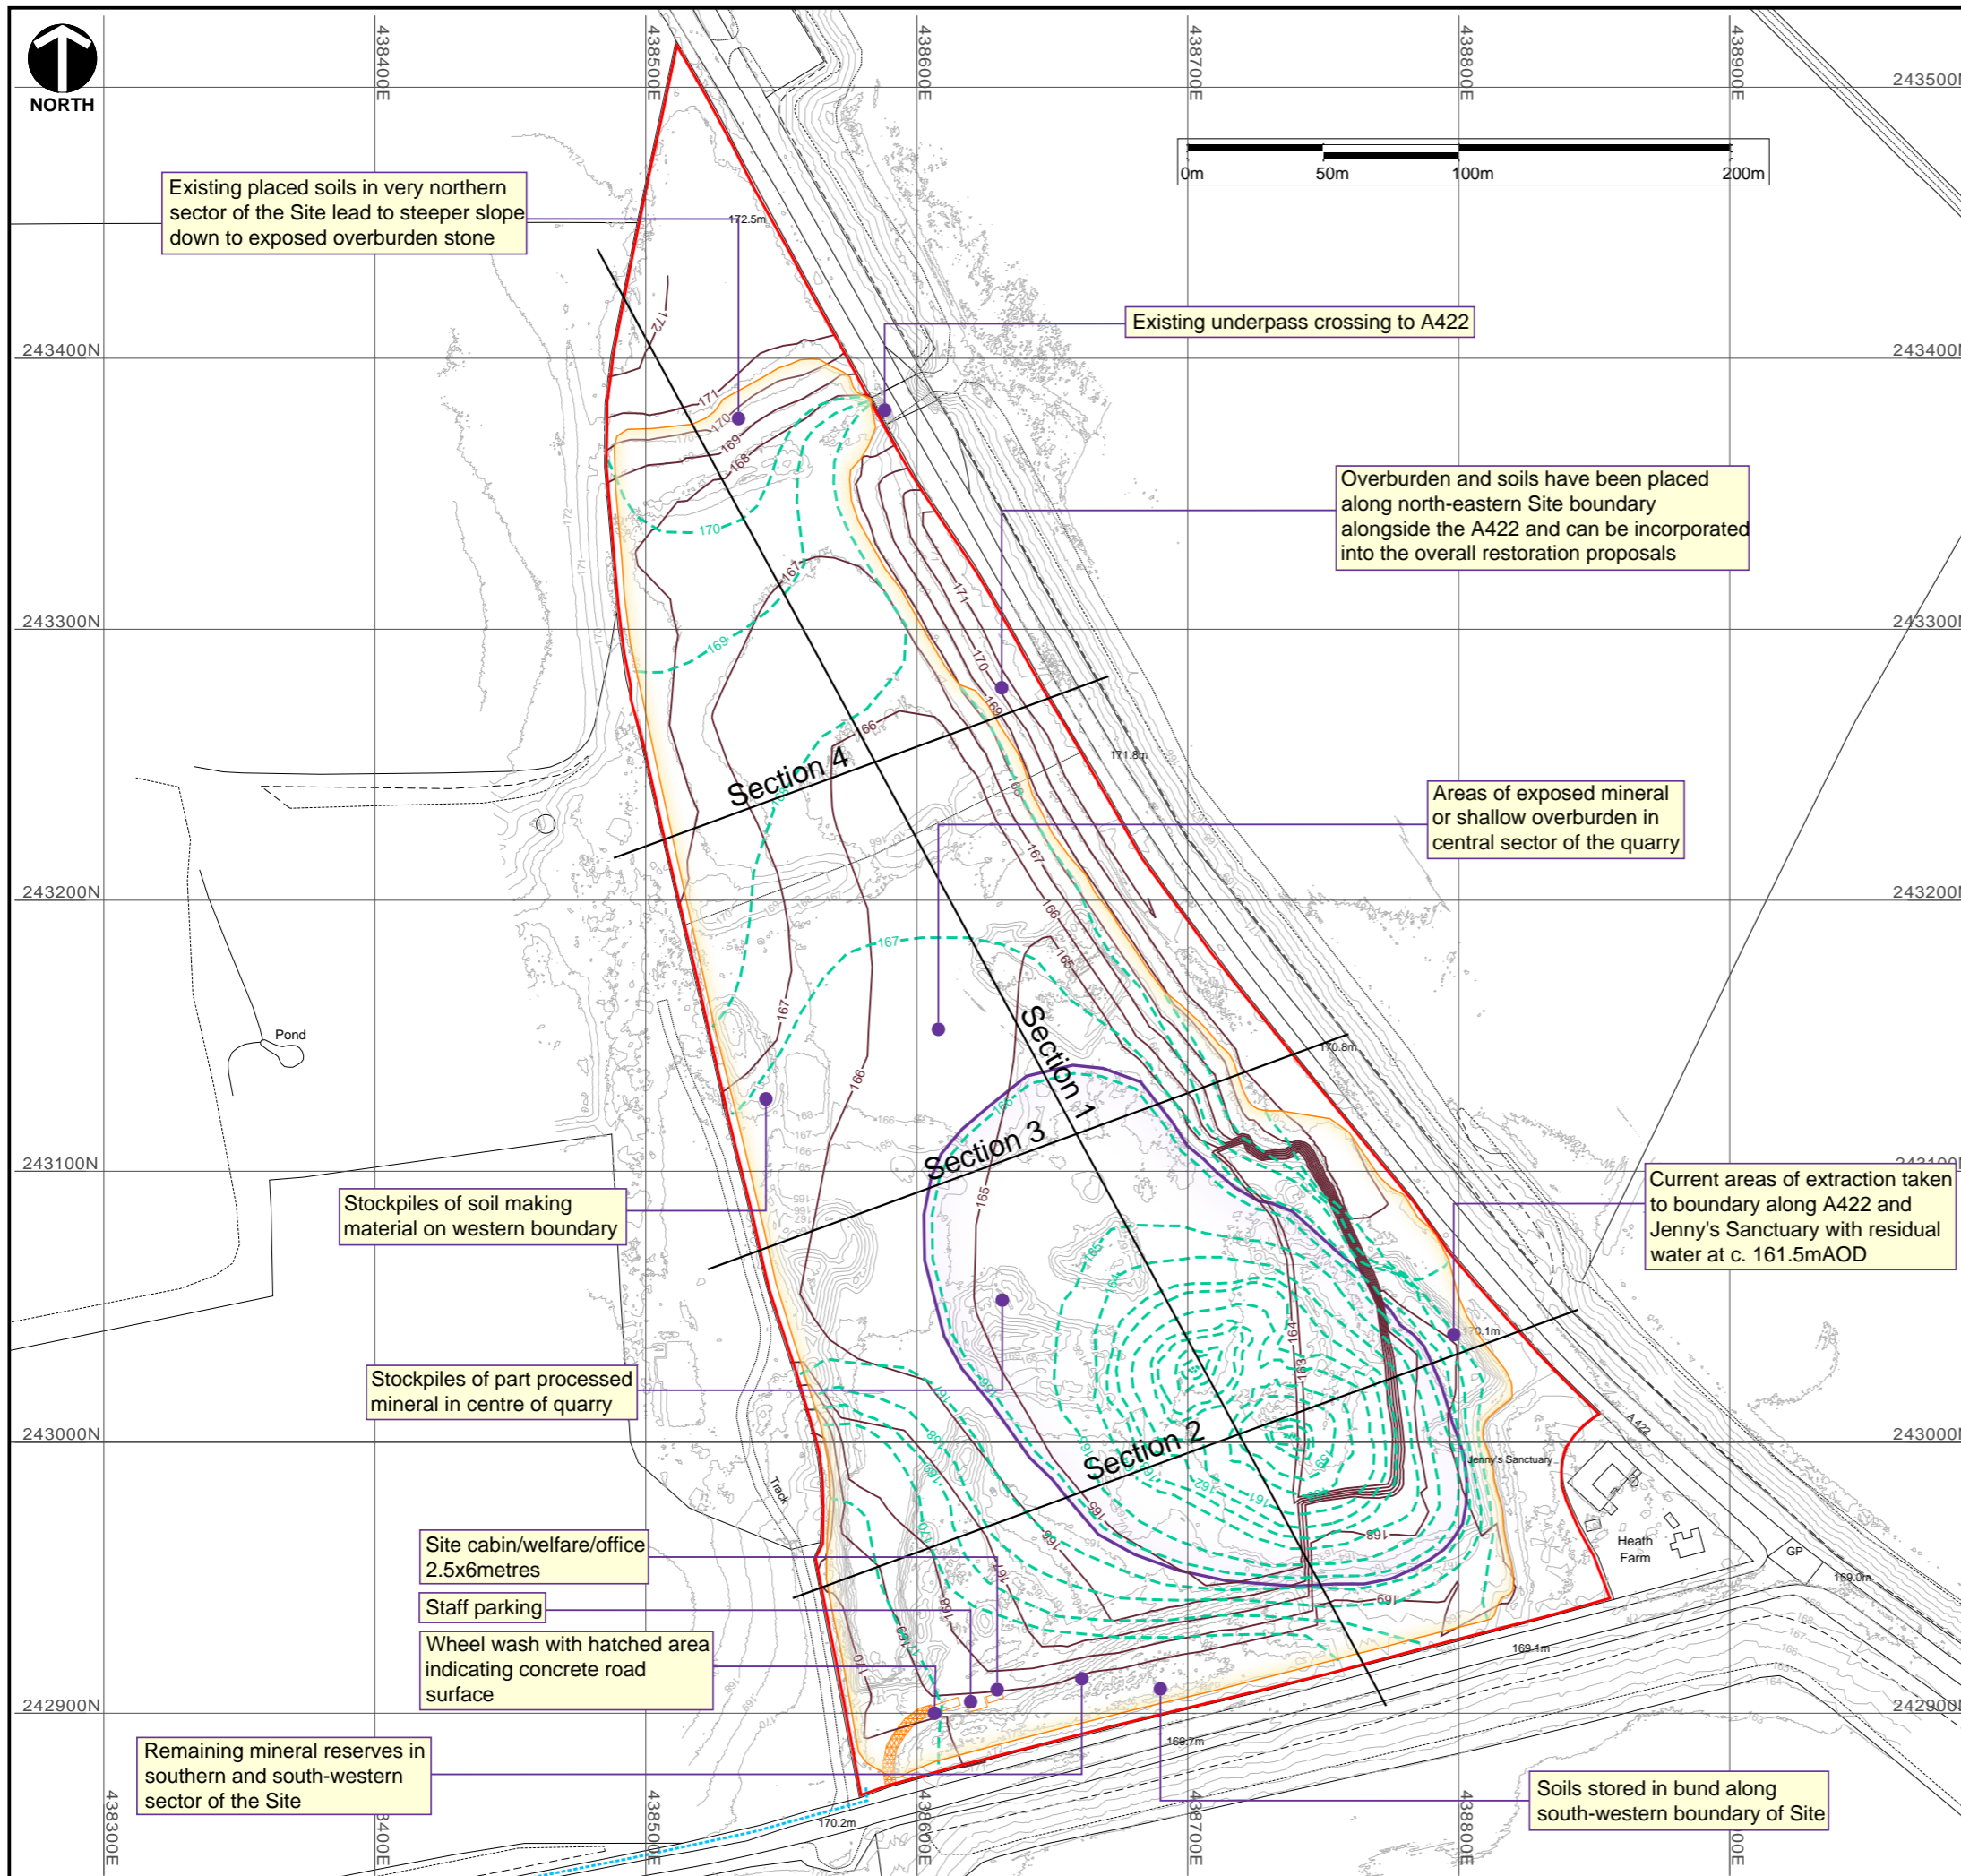 NORTH
438300E
438400E
438500E
438600E
438700E
438800E
438900E
243500N
243400N
243300N
243200N
243100N
243000N
242900N
0m 50m 100m 200m
Existing placed soils in very northern
sector of the Site lead to steeper slope
down to exposed overburden stone
172.5m
Existing underpass crossing to A422
Overburden and soils have been placed
along north-eastern Site boundary
alongside the A422 and can be incorporated
into the overall restoration proposals
171.8m
Section 4
Areas of exposed mineral
or shallow overburden in
central sector of the quarry
Pond
Section 1
170.8m
Section 3
Stockpiles of soil making
material on western boundary
Current areas of extraction taken
to boundary along A422 and
Jenny's Sanctuary with residual
water at c. 161.5mAOD
170.1m
Stockpiles of part processed
mineral in centre of quarry
Section 2
A422
Jenny's Sanctuary
Track
Heath
Farm
GP
169.0m
Site cabin/welfare/office
2.5x6metres
Staff parking
Wheel wash with hatched area
indicating concrete road
surface
169.1m
169.7m
Remaining mineral reserves in
southern and south-western
sector of the Site
Soils stored in bund along
south-western boundary of Site
170.2m